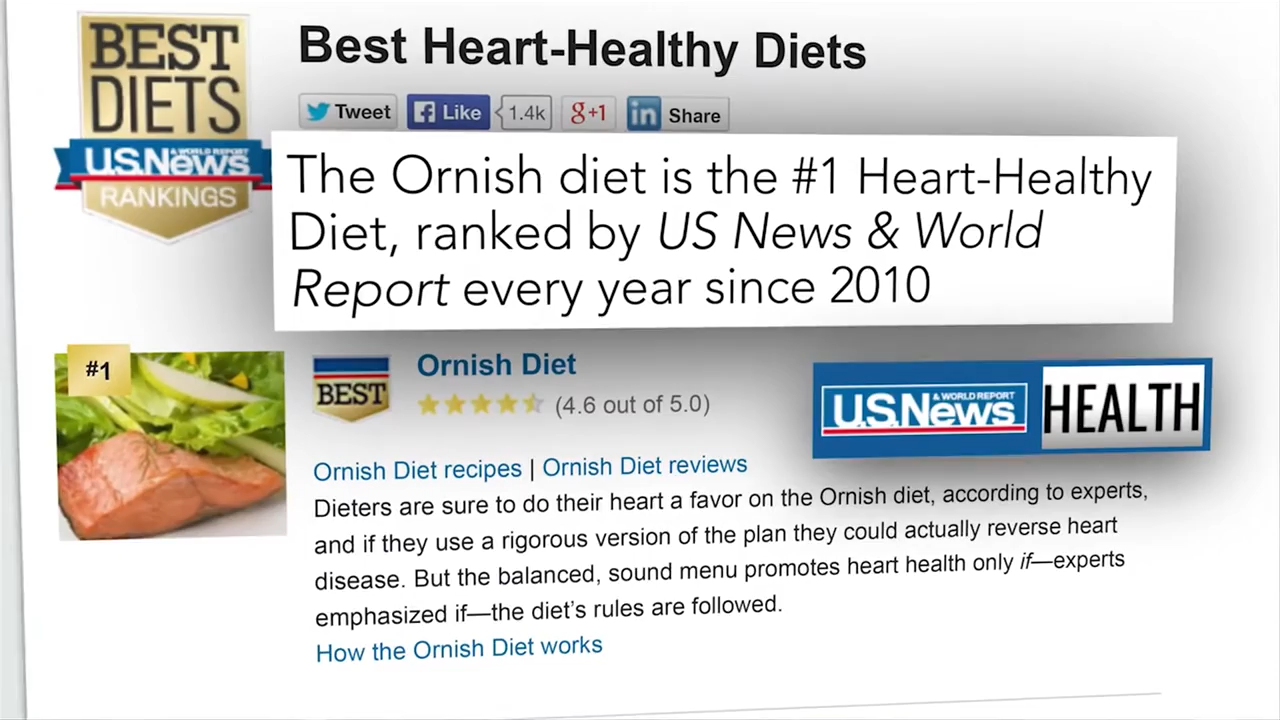 BEST
DIETS
U.S.News
& WORLD REPORT
RANKINGS
Best Heart-Healthy Diets
Tweet
Like
1.4k
g+1
in Share
The Ornish diet is the #1 Heart-Healthy
Diet, ranked by US News & World
Report every year since 2010
#1
BEST
Ornish Diet
(4.6 out of 5.0)
U.S.News
& WORLD REPORT
HEALTH
Ornish Diet recipes | Ornish Diet reviews
Dieters are sure to do their heart a favor on the Ornish diet, according to experts,
and if they use a rigorous version of the plan they could actually reverse heart
disease. But the balanced, sound menu promotes heart health only if—experts
emphasized if—the diet's rules are followed.
How the Ornish Diet works